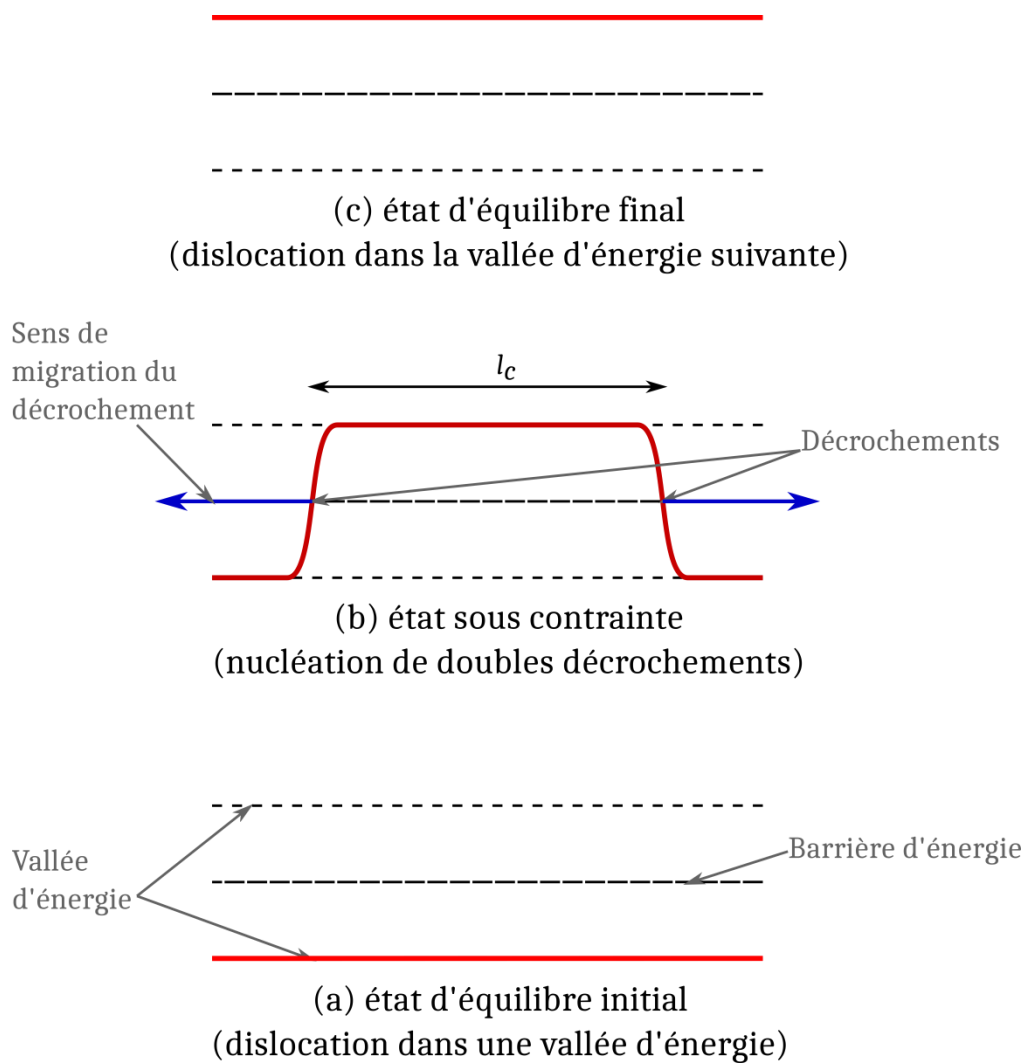 (c) état d'équilibre final
(dislocation dans la vallée d'énergie suivante)
Sens de
migration du
décrochement
l_c
Décrochements
(b) état sous contrainte
(nucléation de doubles décrochements)
Vallée
d'énergie
Barrière d'énergie
(a) état d'équilibre initial
(dislocation dans une vallée d'énergie)